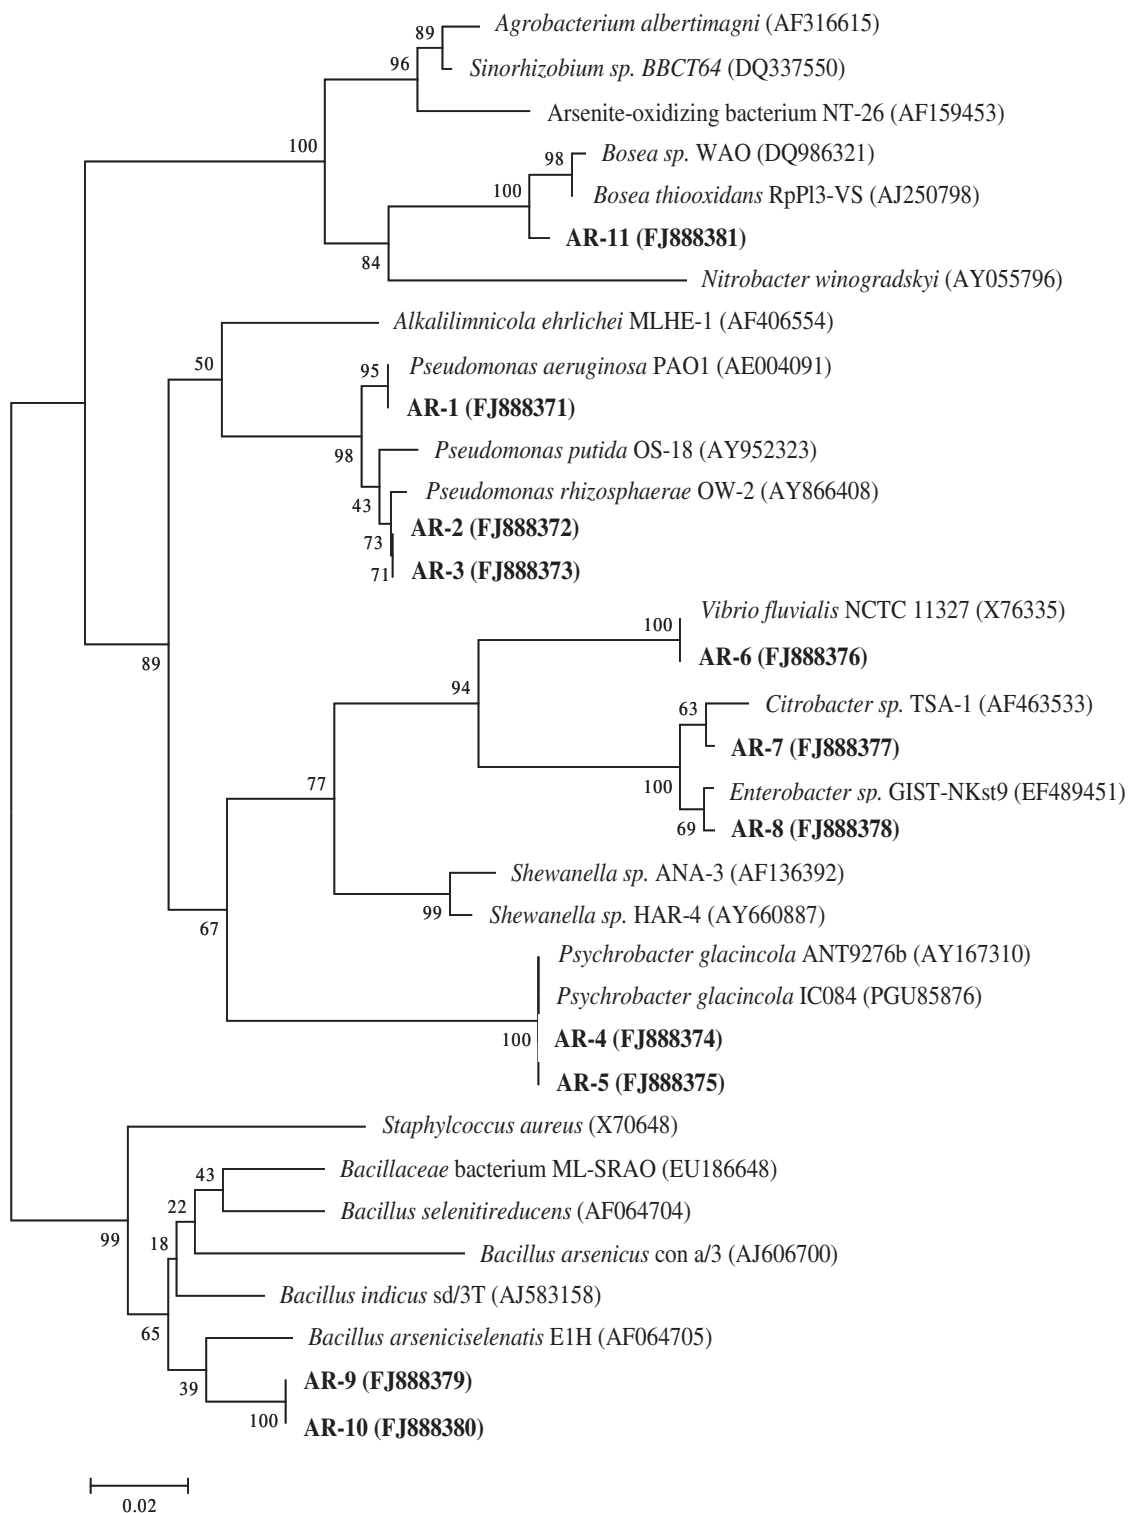 89
Agrobacterium albertimagni (AF316615)
96
Sinorhizobium sp. BBCT64 (DQ337550)
Arsenite-oxidizing bacterium NT-26 (AF159453)
100
98
Bosea sp. WAO (DQ986321)
100
Bosea thiooxidans RpPl3-VS (AJ250798)
AR-11 (FJ888381)
84
Nitrobacter winogradskyi (AY055796)
Alkalilimnicola ehrlichei MLHE-1 (AF406554)
50
95
Pseudomonas aeruginosa PAO1 (AE004091)
AR-1 (FJ888371)
98
Pseudomonas putida OS-18 (AY952323)
43
Pseudomonas rhizosphaerae OW-2 (AY866408)
AR-2 (FJ888372)
73
71
AR-3 (FJ888373)
Vibrio fluvialis NCTC 11327 (X76335)
100
AR-6 (FJ888376)
89
94
63
Citrobacter sp. TSA-1 (AF463533)
AR-7 (FJ888377)
77
100
Enterobacter sp. GIST-NKst9 (EF489451)
69
AR-8 (FJ888378)
Shewanella sp. ANA-3 (AF136392)
99
Shewanella sp. HAR-4 (AY660887)
67
Psychrobacter glacincola ANT9276b (AY167310)
Psychrobacter glacincola IC084 (PGU85876)
100
AR-4 (FJ888374)
AR-5 (FJ888375)
Staphylcoccus aureus (X70648)
43
Bacillaceae bacterium ML-SRAO (EU186648)
22
Bacillus selenitireducens (AF064704)
99
18
Bacillus arsenicus con a/3 (AJ606700)
Bacillus indicus sd/3T (AJ583158)
65
Bacillus arseniciselenatis E1H (AF064705)
39
AR-9 (FJ888379)
100
AR-10 (FJ888380)
0.02